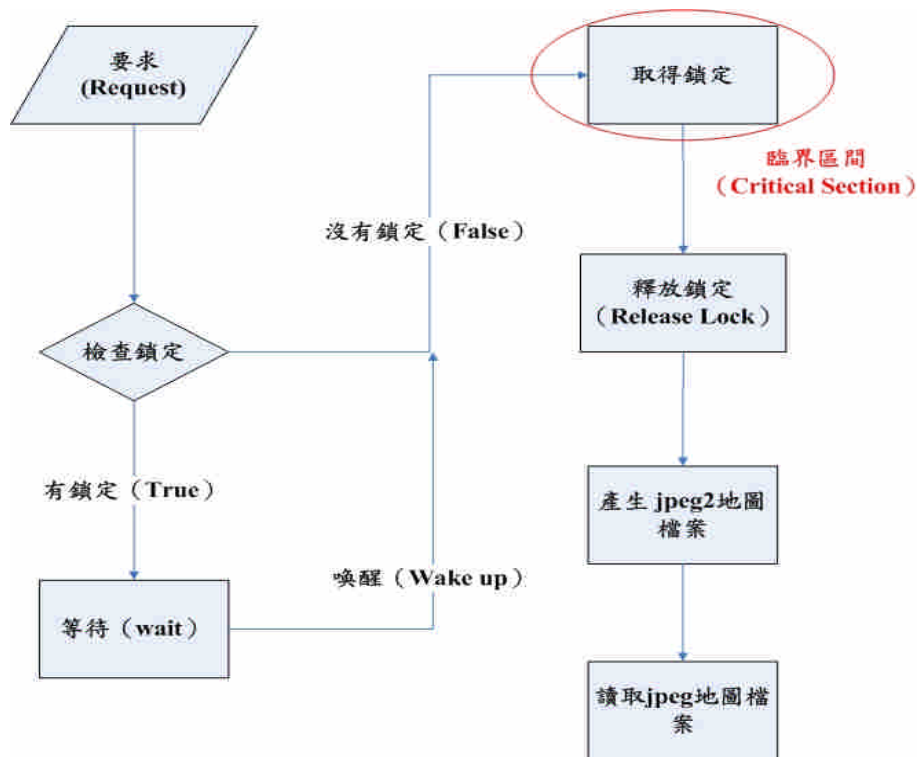 要求
(Request)
取得鎖定
臨界區間
（Critical Section）
沒有鎖定（False）
釋放鎖定
（Release Lock）
檢查鎖定
有鎖定（True）
產生 jpeg2地圖
檔案
喚醒（Wake up）
等待（wait）
讀取jpeg地圖檔
案